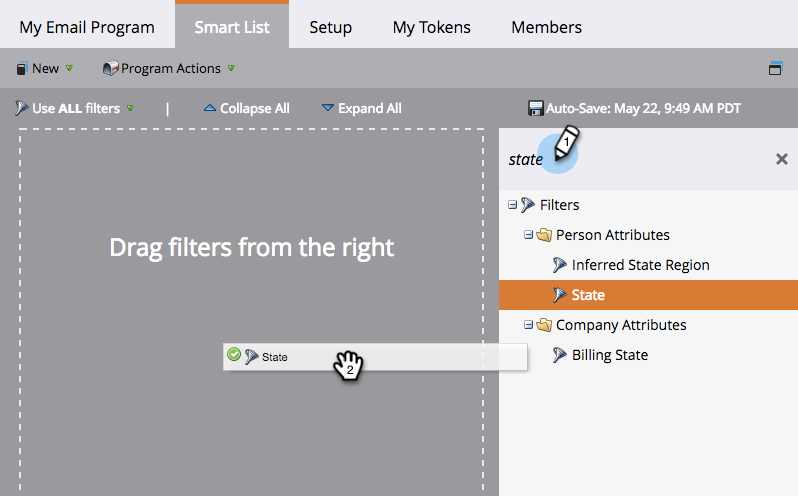 My Email Program Smart List Setup My Tokens Members
New Program Actions
Use ALL filters | Collapse All Expand All Auto-Save: May 22, 9:49 AM PDT
state 1
Filters
Person Attributes
Drag filters from the right
Inferred State Region
State
Company Attributes
State
Billing State
2